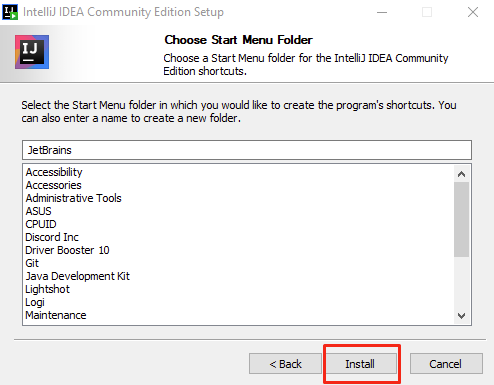 IntelliJ IDEA Community Edition Setup
IJ
Choose Start Menu Folder
Choose a Start Menu folder for the IntelliJ IDEA Community
Edition shortcuts.
Select the Start Menu folder in which you would like to create the program's shortcuts. You
can also enter a name to create a new folder.
JetBrains
Accessibility
Accessories
Administrative Tools
ASUS
CPUID
Discord Inc
Driver Booster 10
Git
Java Development Kit
Lightshot
Logi
Maintenance
< Back
Install
Cancel